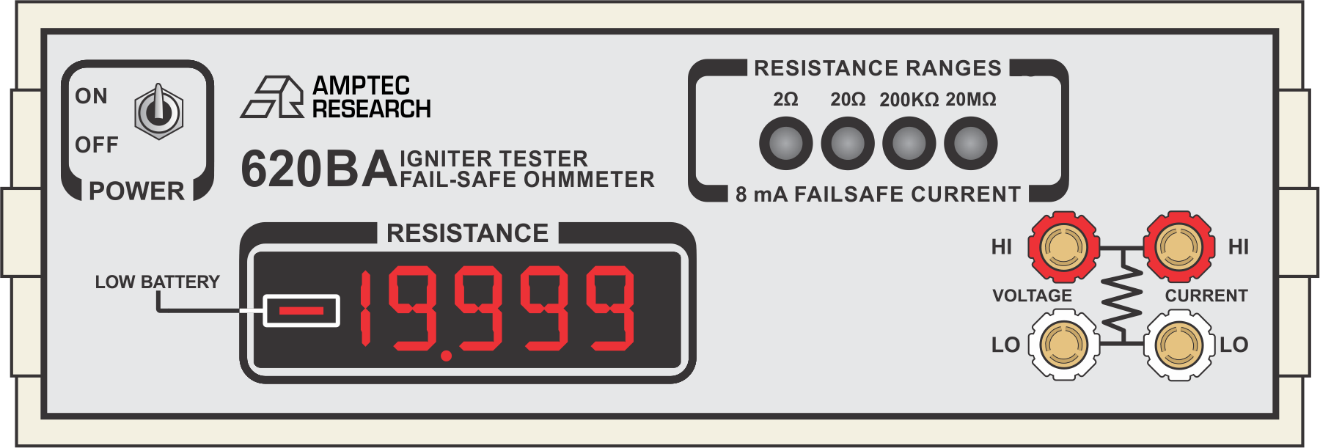 ON
OFF
POWER
AMPTEC
RESEARCH
620BA
IGNITER TESTER
FAIL-SAFE OHMMETER
RESISTANCE RANGES
2Ω 20Ω 200KΩ 20MΩ
8 mA FAILSAFE CURRENT
RESISTANCE
LOW BATTERY
-19.999
HI HI
VOLTAGE CURRENT
LO LO